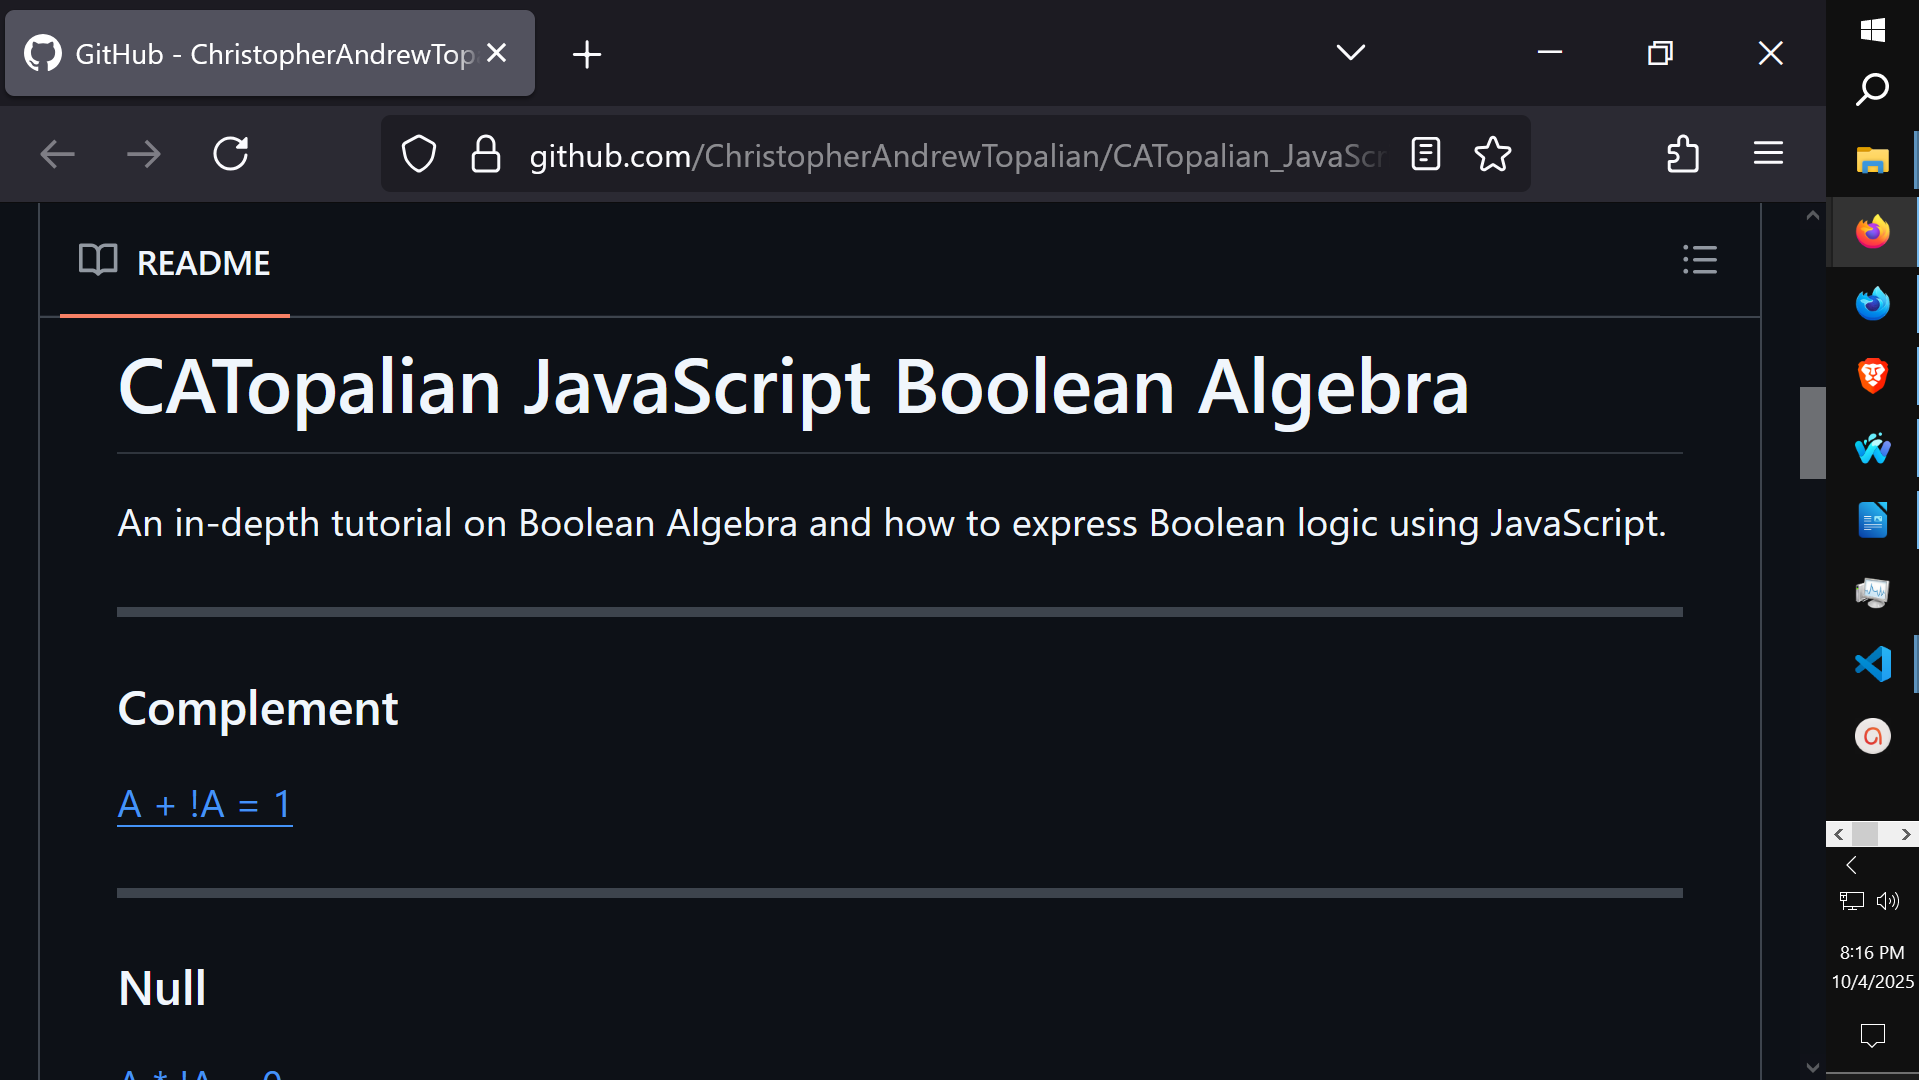 GitHub - ChristopherAndrewTop
github.com/ChristopherAndrewTopalian/CATopalian_JavaScr
README
CATopalian JavaScript Boolean Algebra
An in-depth tutorial on Boolean Algebra and how to express Boolean logic using JavaScript.
Complement
A + !A = 1
Null
A * !A = 0
8:16 PM
10/4/2025